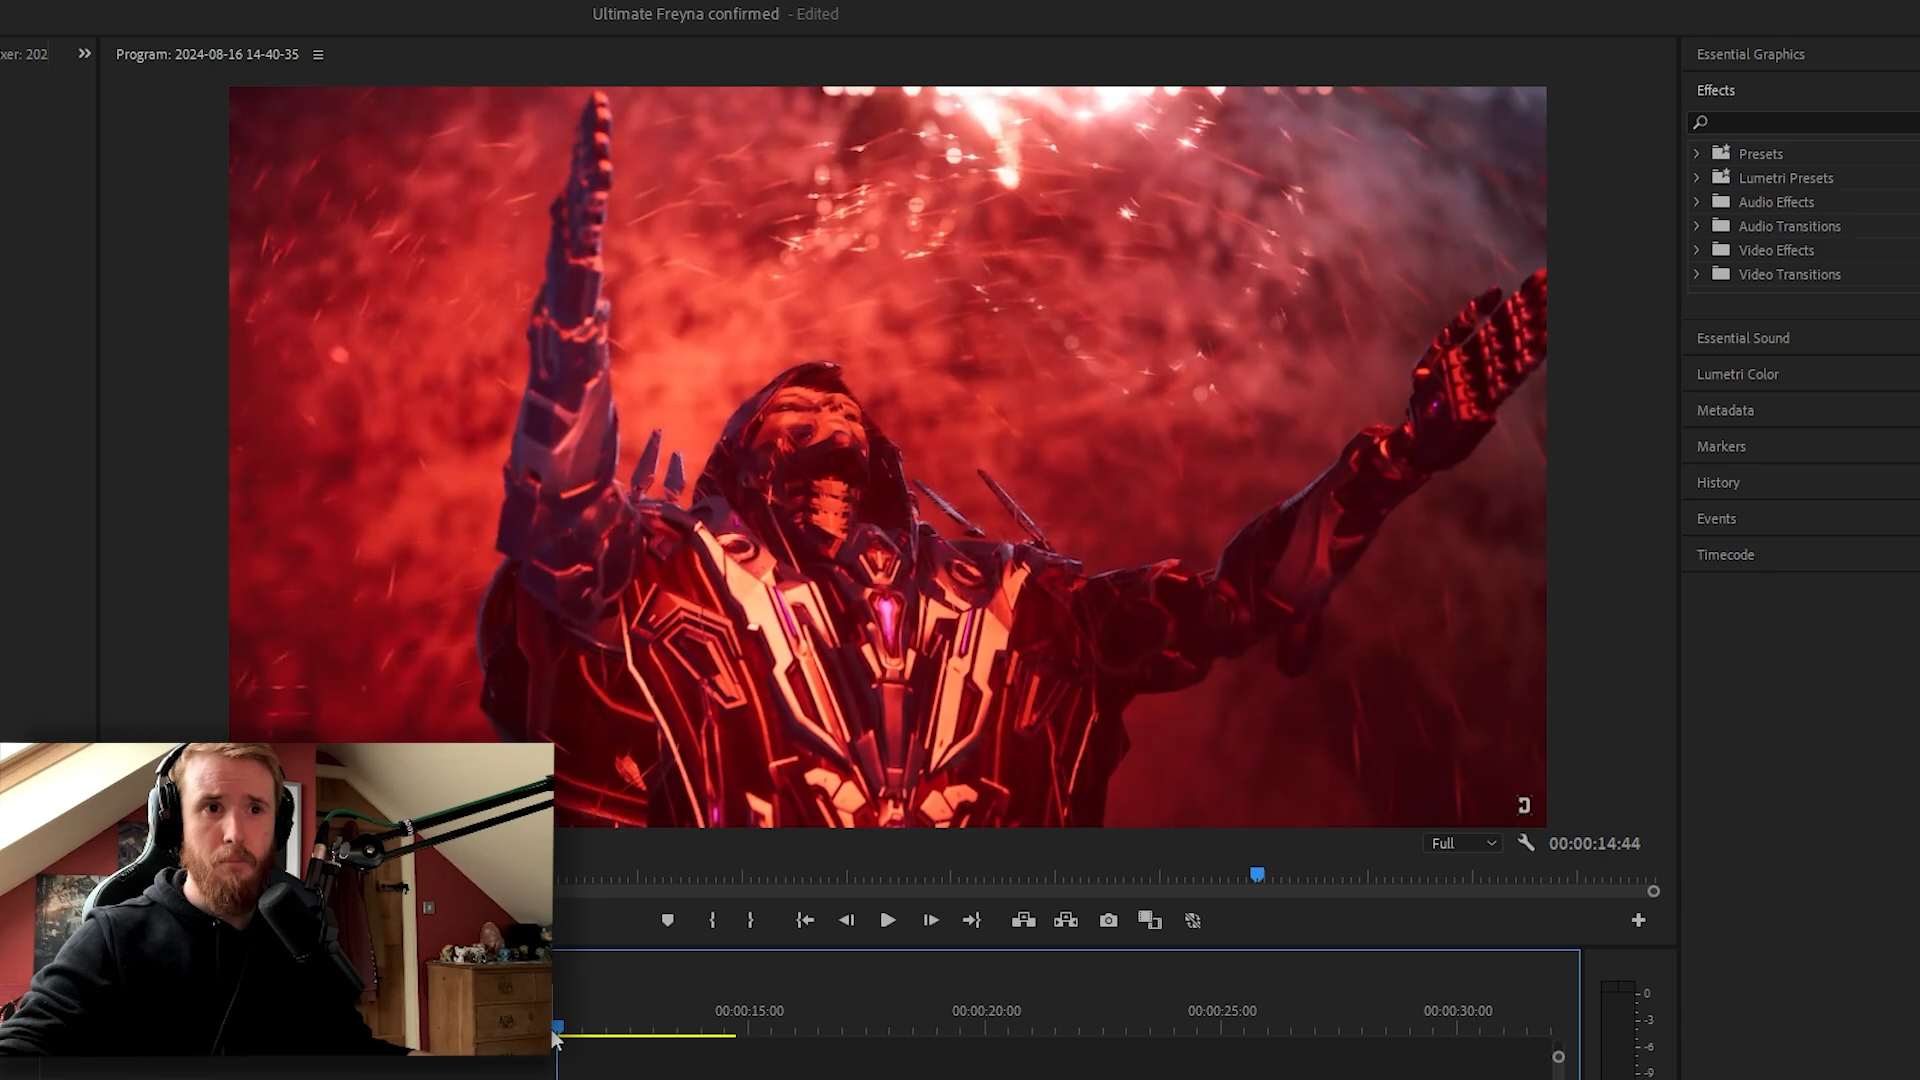 Ultimate Freyna confirmed - Edited
xer: 202
Program: 2024-08-16 14-40-35
Essential Graphics
Effects
Presets
Lumetri Presets
Audio Effects
Audio Transitions
Video Effects
Video Transitions
Essential Sound
Lumetri Color
Metadata
Markers
History
Events
Timecode
Full
00:00:14:44
00:00:15:00
00:00:20:00
00:00:25:00
00:00:30:00
0
-3
-6
-9